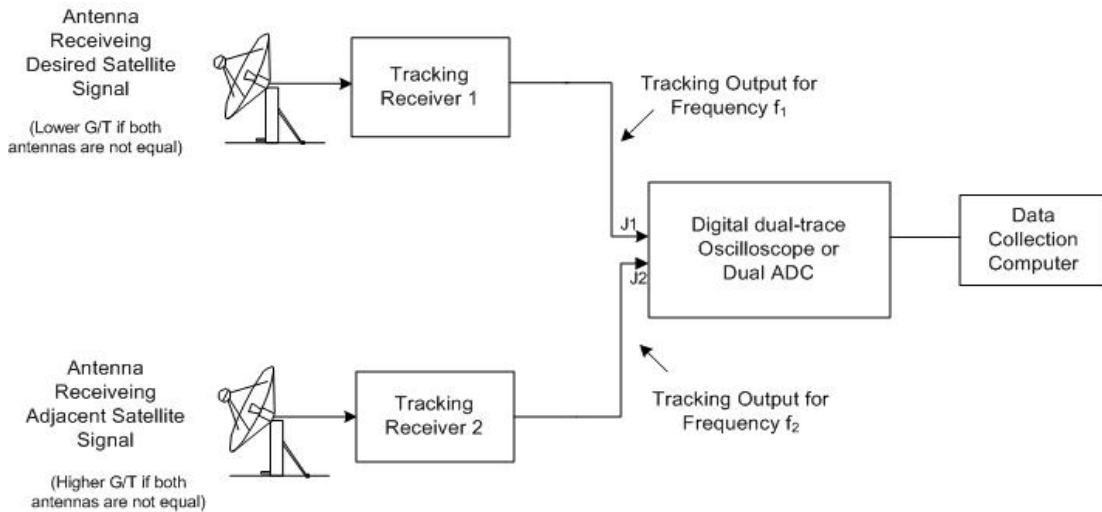 Antenna
Receiveing
Desired Satellite
Signal
(Lower G/T if both
antennas are not equal)
Tracking
Receiver 1
Tracking Output for
Frequency f₁
J1
J2
Digital dual-trace
Oscilloscope or
Dual ADC
Data
Collection
Computer
Antenna
Receiveing
Adjacent Satellite
Signal
(Higher G/T if both
antennas are not equal)
Tracking
Receiver 2
Tracking Output for
Frequency f₂